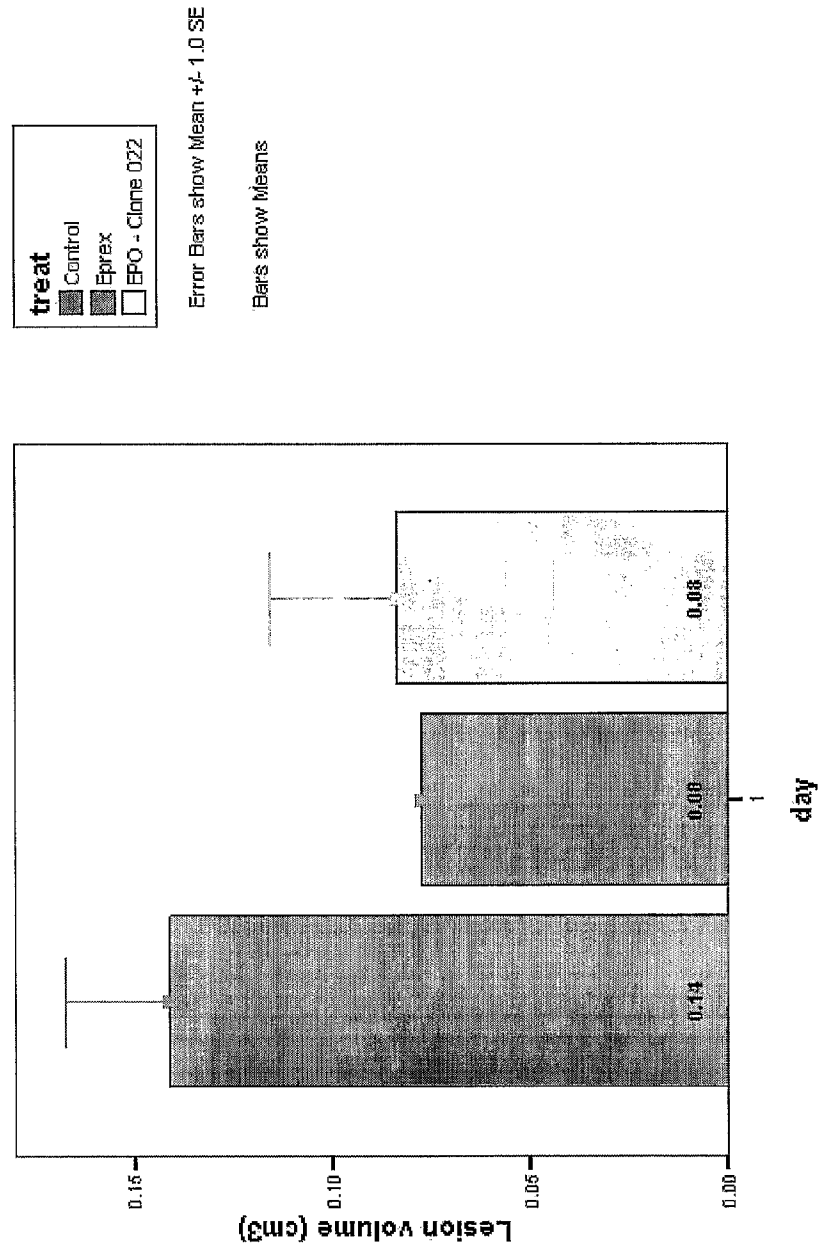 treat
Control
Eprex
EPO - Clone 022
Error Bars show Mean +/- 1.0 SE
Bars show Means
Lesion volume (cm3)
0.15
0.10
0.05
0.00
0.14
0.08
0.08
1
day